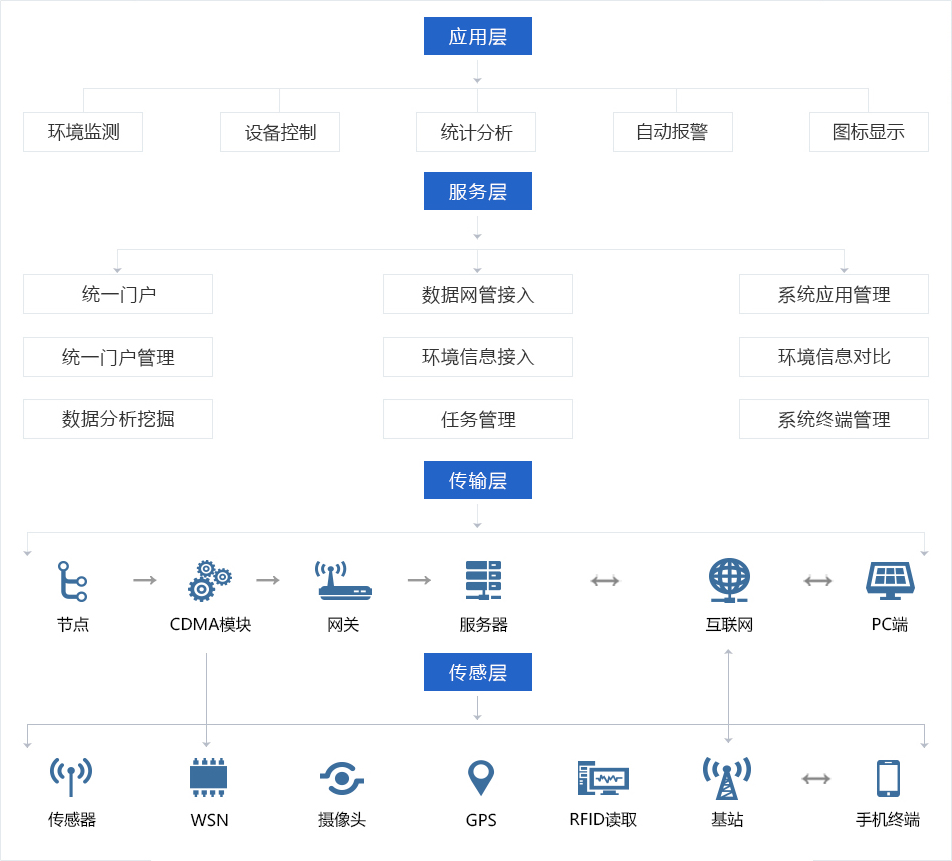 应用层
环境监测 设备控制 统计分析 自动报警 图标显示
服务层
统一门户 数据网管接入 系统应用管理
统一门户管理 环境信息接入 环境信息对比
数据分析挖掘 任务管理 系统终端管理
传输层
节点 CDMA模块 网关 服务器 互联网 PC端
传感层
传感器 WSN 摄像头 GPS RFID读取 基站 手机终端